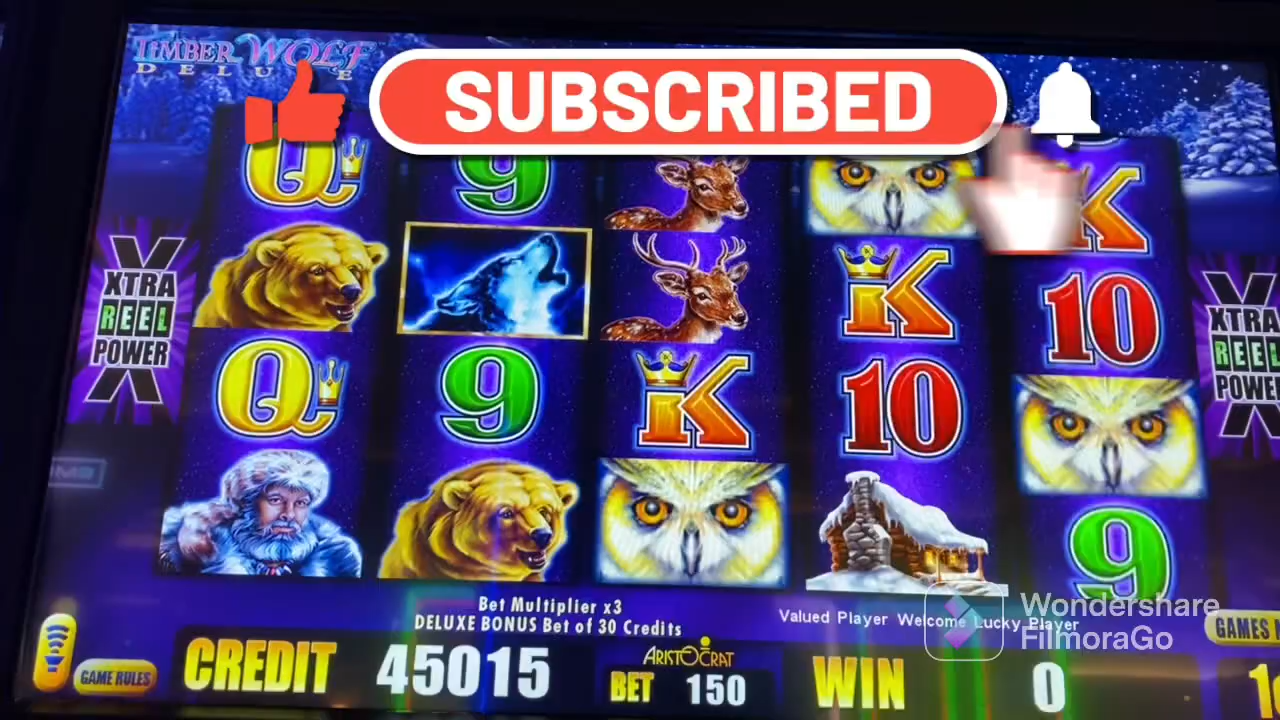 TIMBER WOLF
DELUXE
SUBSCRIBED
Q
9
K
XTRA
REEL
POWER
X
K
10
XTRA
REEL
POWER
X
Q
9
K
10
9
Bet Multiplier x3
DELUXE BONUS Bet of 30 Credits
Valued Player Welcome Lucky Player
Wondershare
FilmoraGo
GAME RULES
CREDIT 45015
ARISTOCRAT
BET 150
WIN 0
GAMES